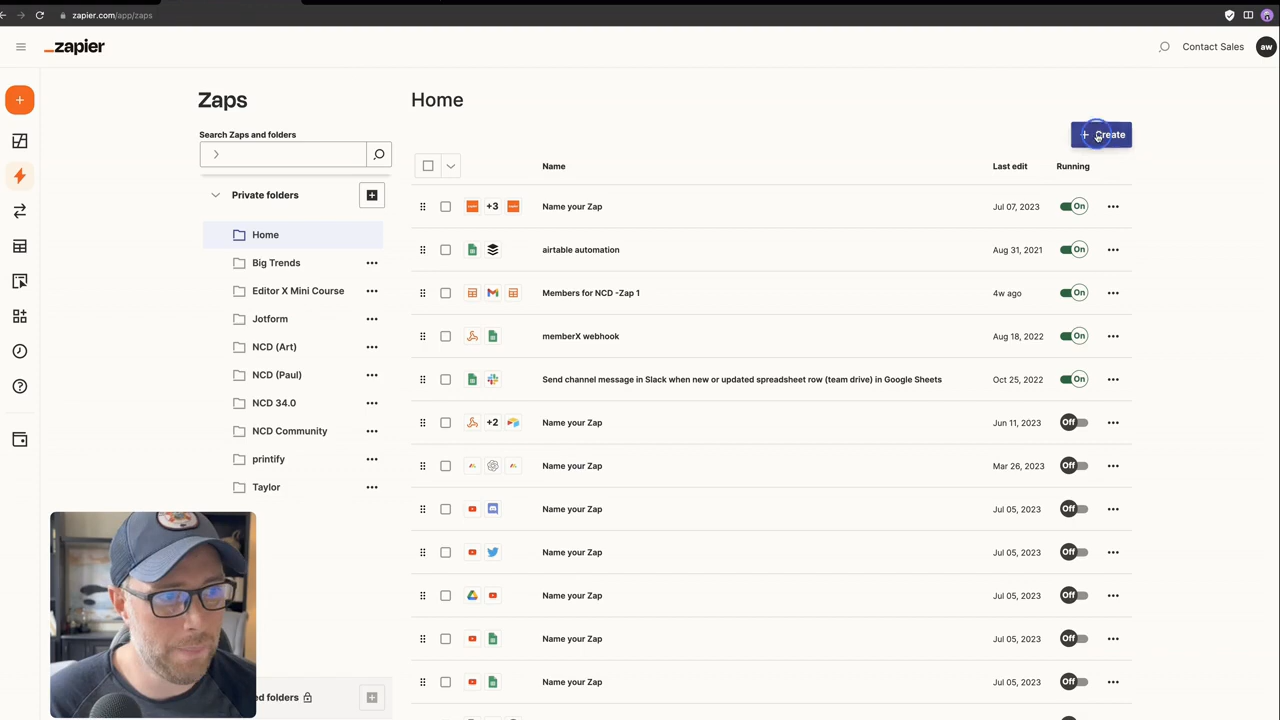 zapier.com/app/zaps
_zapier
Contact Sales
aw
Zaps
Home
Search Zaps and folders
+ Create
Name
Last edit
Running
Private folders
Name your Zap
+3
Jul 07, 2023
On
Home
airtable automation
Aug 31, 2021
On
Big Trends
Editor X Mini Course
Members for NCD -Zap 1
4w ago
On
Jotform
memberX webhook
Aug 18, 2022
On
NCD (Art)
NCD (Paul)
Send channel message in Slack when new or updated spreadsheet row (team drive) in Google Sheets
Oct 25, 2022
On
NCD 34.0
+2
Name your Zap
Jun 11, 2023
Off
NCD Community
printify
Name your Zap
Mar 26, 2023
Off
Taylor
Name your Zap
Jul 05, 2023
Off
Name your Zap
Jul 05, 2023
Off
Name your Zap
Jul 05, 2023
Off
Name your Zap
Jul 05, 2023
Off
Name your Zap
Jul 05, 2023
Off
folders